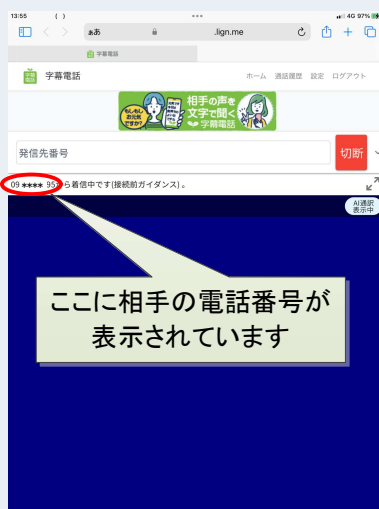 13:55 ( ) ••• 4G 97%
ああ .lign.me
字幕電話
字幕電話 ホーム 通話履歴 設定 ログアウト
もしもし
お元気
ですか?
相手の声を
文字で聞く
字幕電話
発信先番号
切断
09 **** 95から着信中です(接続前ガイダンス)。
AI通訳
表示中
ここに相手の電話番号が
表示されています